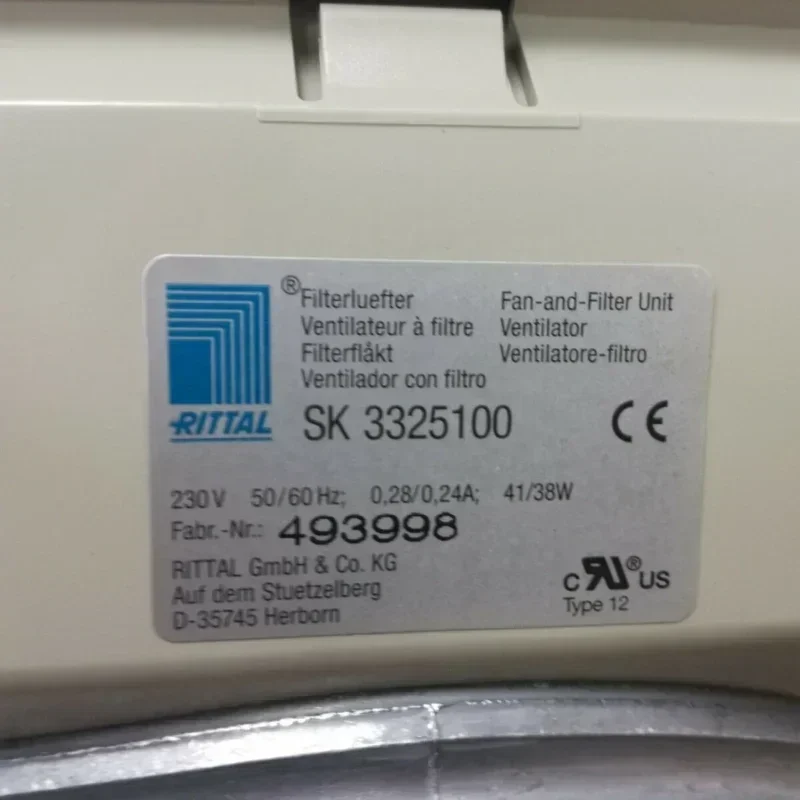 ® Filterluefter Fan-and-Filter Unit
Ventilateur à filtre Ventilator
Filterflåkt Ventilatore-filtro
Ventilador con filtro
RITTAL SK 3325100 CE
230 V 50/60 Hz; 0,28/0,24A; 41/38W
Fabr.-Nr.: 493998
RITTAL GmbH & Co. KG
Auf dem Stuetzelberg
D-35745 Herborn
c RU® US
Type 12